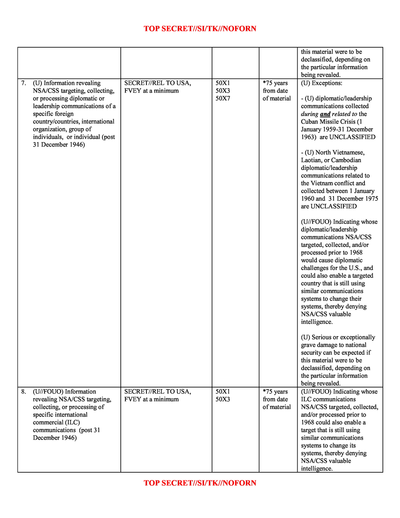 TOP SECRET//SI/TK//NOFORN
this material were to be
declassified, depending on
the particular information
being revealed.
7. (U) Information revealing
NSA/CSS targeting, collecting,
or processing diplomatic or
leadership communications of a
specific foreign
country/countries, international
organization, group of
individuals, or individual (post
31 December 1946)
SECRET//REL TO USA,
FVEY at a minimum
50X1
50X3
50X7
*75 years
from date
of material
(U) Exceptions:
- (U) diplomatic/leadership
communications collected
during and related to the
Cuban Missile Crisis (1
January 1959-31 December
1963) are UNCLASSIFIED
- (U) North Vietnamese,
Laotian, or Cambodian
diplomatic/leadership
communications related to
the Vietnam conflict and
collected between 1 January
1960 and 31 December 1975
are UNCLASSIFIED
(U//FOUO) Indicating whose
diplomatic/leadership
communications NSA/CSS
targeted, collected, and/or
processed prior to 1968
would cause diplomatic
challenges for the U.S., and
could also enable a targeted
country that is still using
similar communications
systems to change their
systems, thereby denying
NSA/CSS valuable
intelligence.
(U) Serious or exceptionally
grave damage to national
security can be expected if
this material were to be
declassified, depending on
the particular information
being revealed.
8. (U//FOUO) Information
revealing NSA/CSS targeting,
collecting, or processing of
specific international
commercial (ILC)
communications (post 31
December 1946)
SECRET//REL TO USA,
FVEY at a minimum
50X1
50X3
*75 years
from date
of material
(U//FOUO) Indicating whose
ILC communications
NSA/CSS targeted, collected,
and/or processed prior to
1968 could also enable a
target that is still using
similar communications
systems to change its
systems, thereby denying
NSA/CSS valuable
intelligence.
TOP SECRET//SI/TK//NOFORN